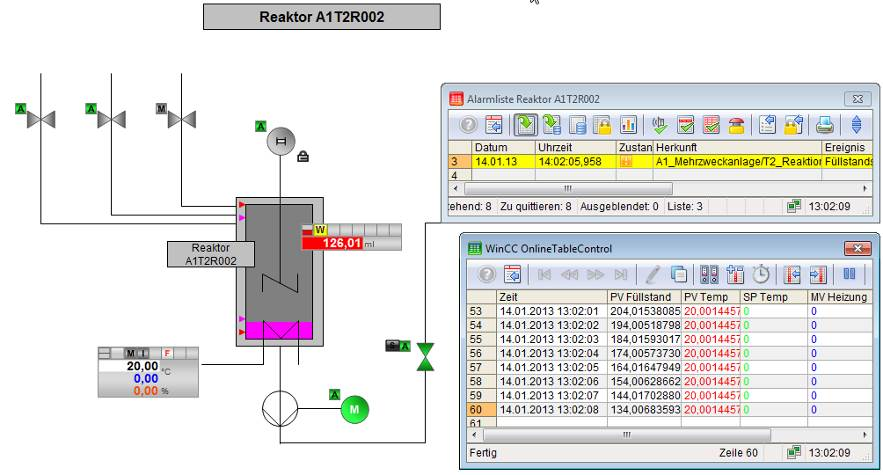 Reaktor A1T2R002
A
A
M
A
Reaktor
A1T2R002
W
126,01 ml
M I F
20,00 °C
0,00
0,00 %
A
A
M
Alarmliste Reaktor A1T2R002
Datum Uhrzeit Zustan Herkunft Ereignis
3 14.01.13 14:02:05,958 A1_Mehrzweckanlage/T2_Reaktion Füllstands
4
tehend: 8 Zu quittieren: 8 Ausgeblendet: 0 Liste: 3 13:02:09
WinCC OnlineTableControl
Zeit PV Füllstand PV Temp SP Temp MV Heizung
53 14.01.2013 13:02:01 204,01538085 20,0014457 0 0
54 14.01.2013 13:02:02 194,00518798 20,0014457 0 0
55 14.01.2013 13:02:03 184,01593017 20,0014457 0 0
56 14.01.2013 13:02:04 174,00573730 20,0014457 0 0
57 14.01.2013 13:02:05 164,01647949 20,0014457 0 0
58 14.01.2013 13:02:06 154,00628662 20,0014457 0 0
59 14.01.2013 13:02:07 144,01702880 20,0014457 0 0
60 14.01.2013 13:02:08 134,00683593 20,0014457 0 0
61
Fertig Zeile 60 13:02:09